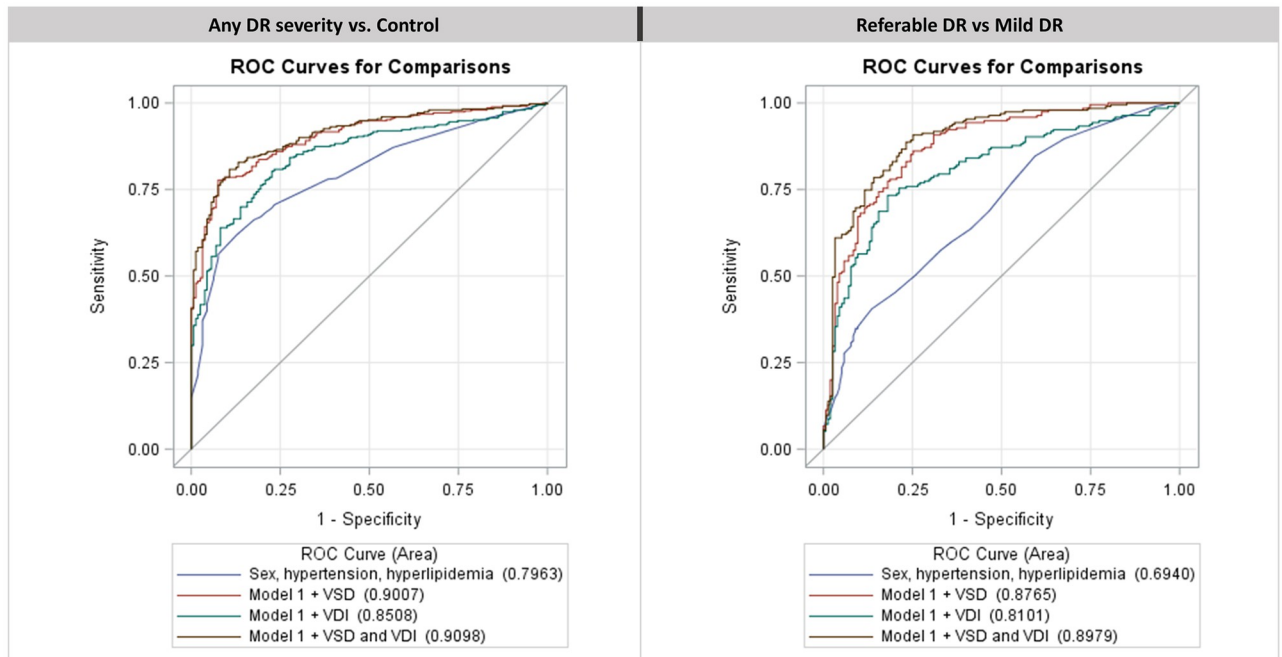 Any DR severity vs. Control
Referable DR vs Mild DR
ROC Curves for Comparisons
1.00
0.75
0.50
0.25
0.00
Sensitivity
0.00 0.25 0.50 0.75 1.00
1 - Specificity
ROC Curve (Area)
Sex, hypertension, hyperlipidemia (0.7963)
Model 1 + VSD (0.9007)
Model 1 + VDI (0.8508)
Model 1 + VSD and VDI (0.9098)
ROC Curves for Comparisons
1.00
0.75
0.50
0.25
0.00
Sensitivity
0.00 0.25 0.50 0.75 1.00
1 - Specificity
ROC Curve (Area)
Sex, hypertension, hyperlipidemia (0.6940)
Model 1 + VSD (0.8765)
Model 1 + VDI (0.8101)
Model 1 + VSD and VDI (0.8979)